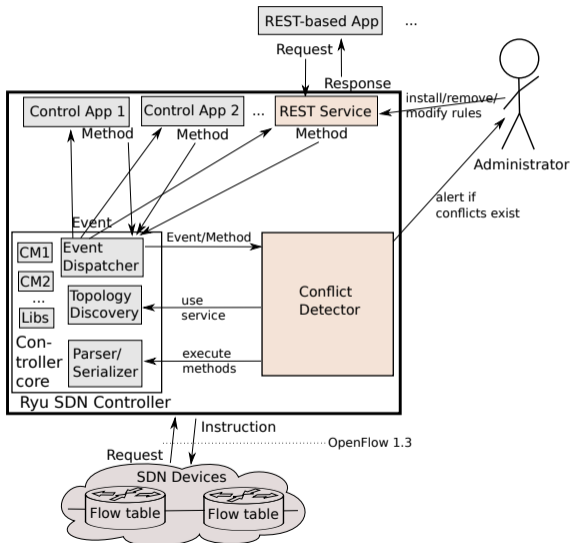 REST-based App
...
Request
Response
install/remove/
modify rules
Control App 1
Control App 2
...
REST Service
Method
Method
Method
Administrator
alert if
conflicts exist
Event
Event/Method
CM1
Event
Dispatcher
CM2
...
Libs
Topology
Discovery
use
service
Conflict
Detector
Con-
troller
core
Parser/
Serializer
execute
methods
Ryu SDN Controller
Instruction
OpenFlow 1.3
Request
SDN Devices
Flow table
Flow table